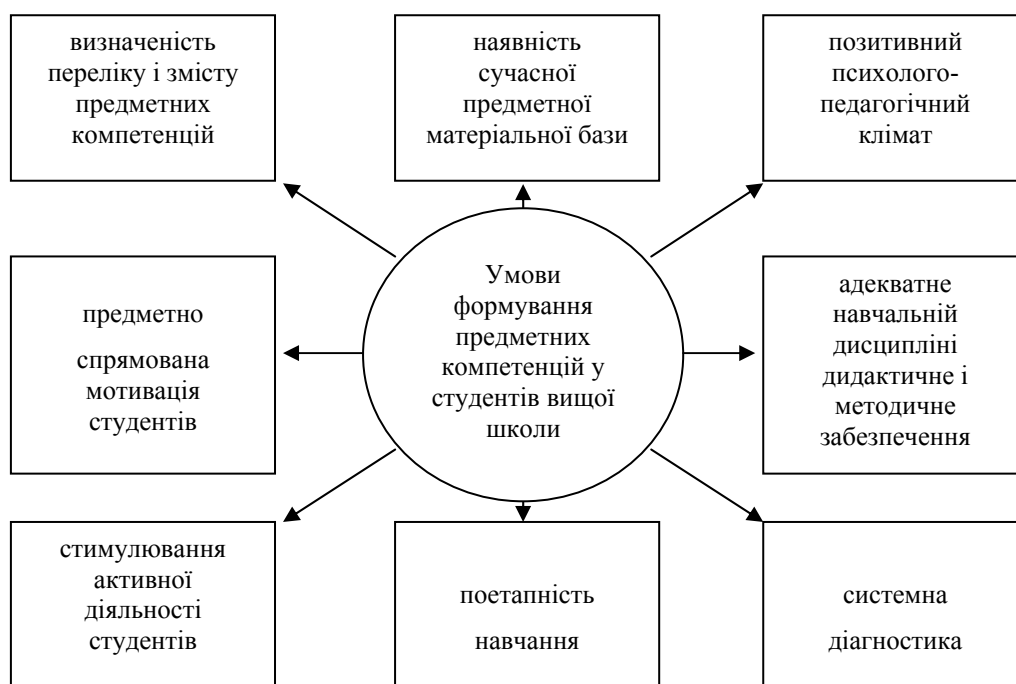 визначеність
переліку і змісту
предметних
компетенцій
наявність
сучасної
предметної
матеріальної бази
позитивний
психолого-
педагогічний
клімат
предметно
спрямована
мотивація
студентів
Умови
формування
предметних
компетенцій у
студентів вищої
школи
адекватне
навчальній
дисципліні
дидактичне і
методичне
забезпечення
стимулювання
активної
діяльності
студентів
поетапність
навчання
системна
діагностика